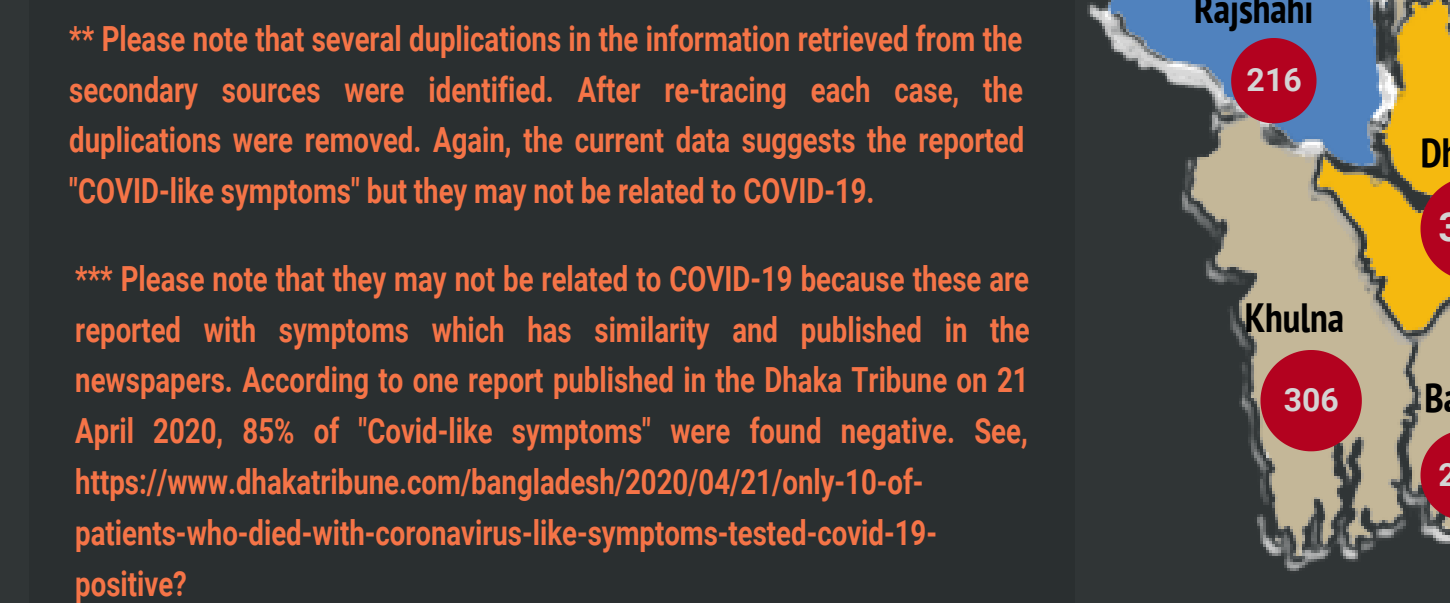 ** Please note that several duplications in the information retrieved from the
secondary sources were identified. After re-tracing each case, the
duplications were removed. Again, the current data suggests the reported
"COVID-like symptoms" but they may not be related to COVID-19.
*** Please note that they may not be related to COVID-19 because these are
reported with symptoms which has similarity and published in the
newspapers. According to one report published in the Dhaka Tribune on 21
April 2020, 85% of "Covid-like symptoms" were found negative. See,
https://www.dhakatribune.com/bangladesh/2020/04/21/only-10-of-
patients-who-died-with-coronavirus-like-symptoms-tested-covid-19-
positive?
Rajshahi
216
Khulna
306